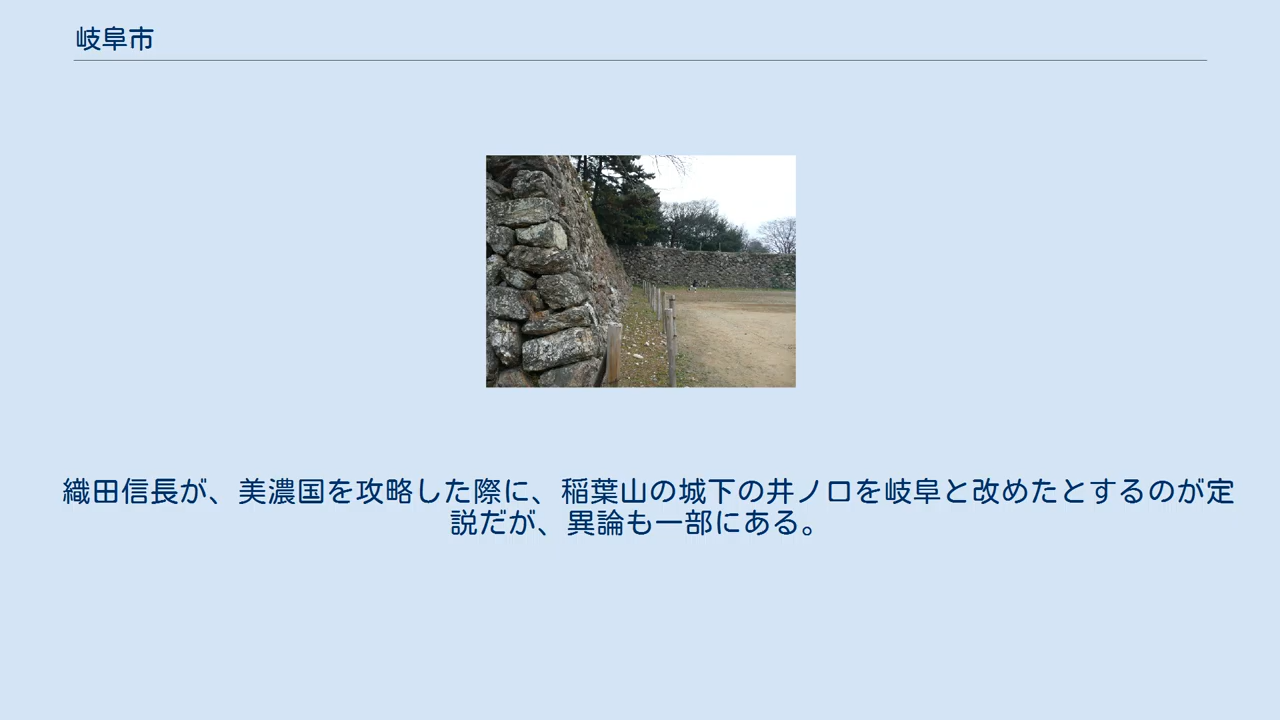 岐阜市
織田信長が、美濃国を攻略した際に、稲葉山の城下の井ノ口を岐阜と改めたとするのが定
説だが、異論も一部にある。